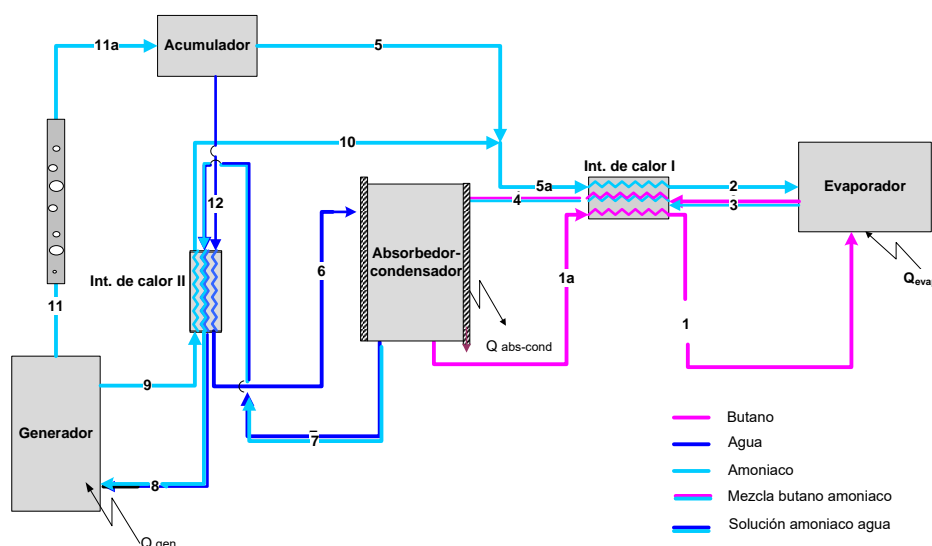 11a
Acumulador
5
10
Int. de calor I
5a
2
Evaporador
4
3
12
Absorbedor-
condensador
6
Int. de calor II
1a
Q eva
11
Q abs-cond
1
9
Generador
7
8
Q gen
Butano
Agua
Amoniaco
Mezcla butano amoniaco
Solución amoniaco agua